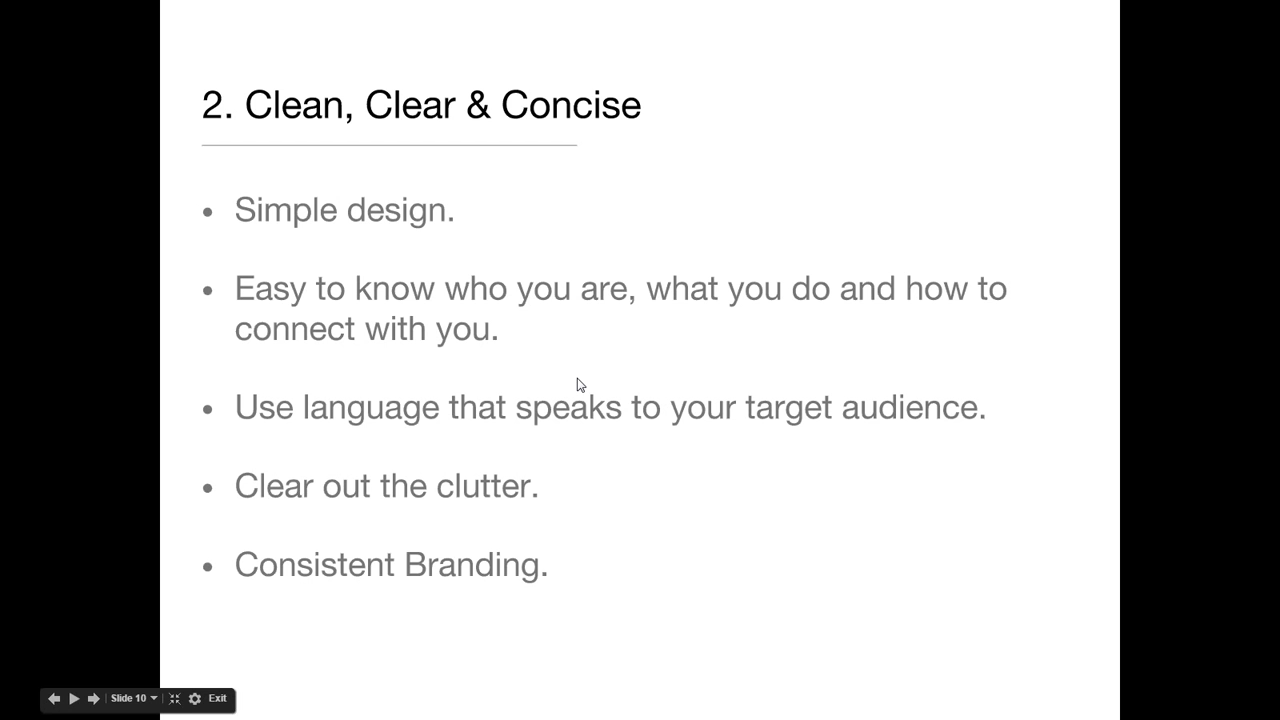 2. Clean, Clear & Concise
• Simple design.
• Easy to know who you are, what you do and how to
connect with you.
• Use language that speaks to your target audience.
• Clear out the clutter.
• Consistent Branding.
Slide 10 Exit